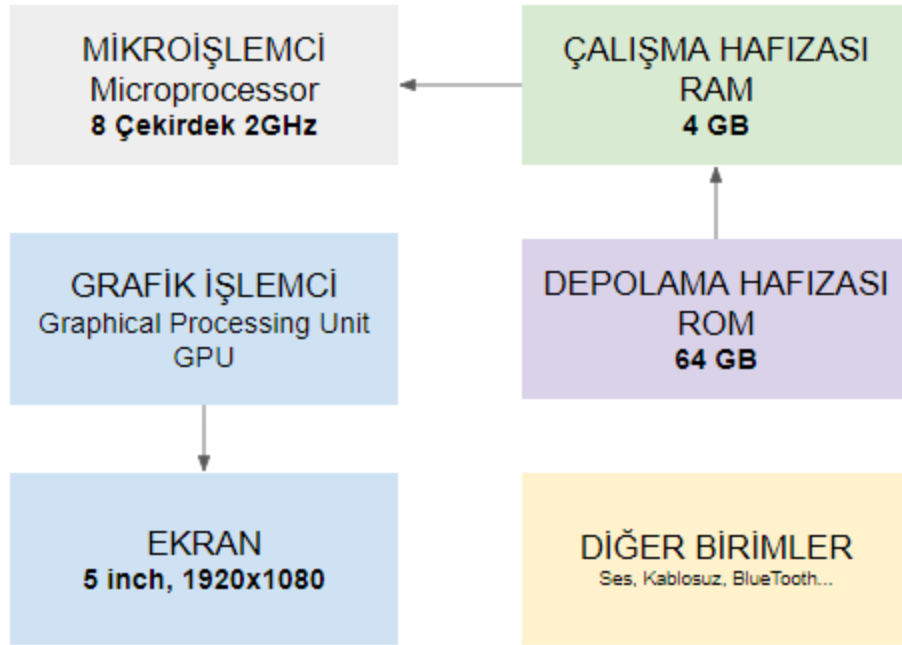 MİKROİŞLEMCİ
Microprocessor
8 Çekirdek 2GHz
ÇALIŞMA HAFIZASI
RAM
4 GB
GRAFİK İŞLEMCİ
Graphical Processing Unit
GPU
DEPOLAMA HAFIZASI
ROM
64 GB
EKRAN
5 inch, 1920x1080
DİĞER BİRİMLER
Ses, Kablosuz, BlueTooth...